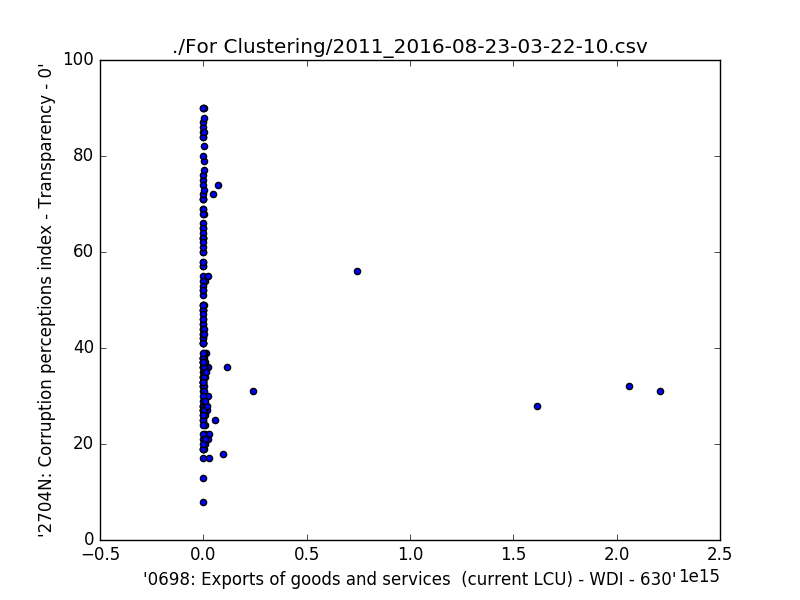 ./For Clustering/2011_2016-08-23-03-22-10.csv
100
80
60
40
20
0
'2704N: Corruption perceptions index - Transparency - 0'
−0.5 0.0 0.5 1.0 1.5 2.0 2.5
1e15
'0698: Exports of goods and services  (current LCU) - WDI - 630'